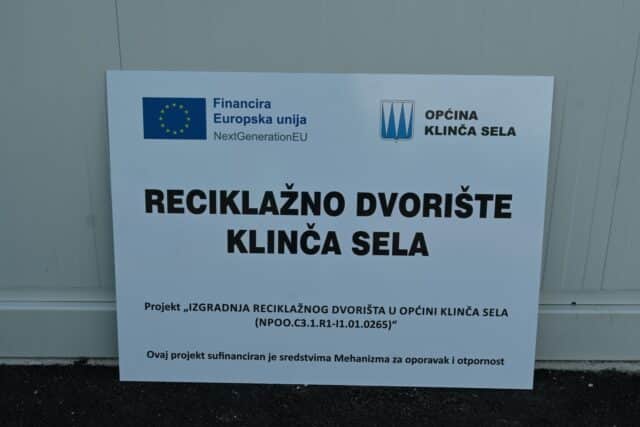 Financira
Europska unija
NextGenerationEU
OPĆINA
KLINČA SELA
RECIKLAŽNO DVORIŠTE
KLINČA SELA
Projekt „IZGRADNJA RECIKLAŽNOG DVORIŠTA U OPĆINI KLINČA SELA
(NPOO.C3.1.R1-I1.01.0265)“
Ovaj projekt sufinanciran je sredstvima Mehanizma za oporavak i otpornost